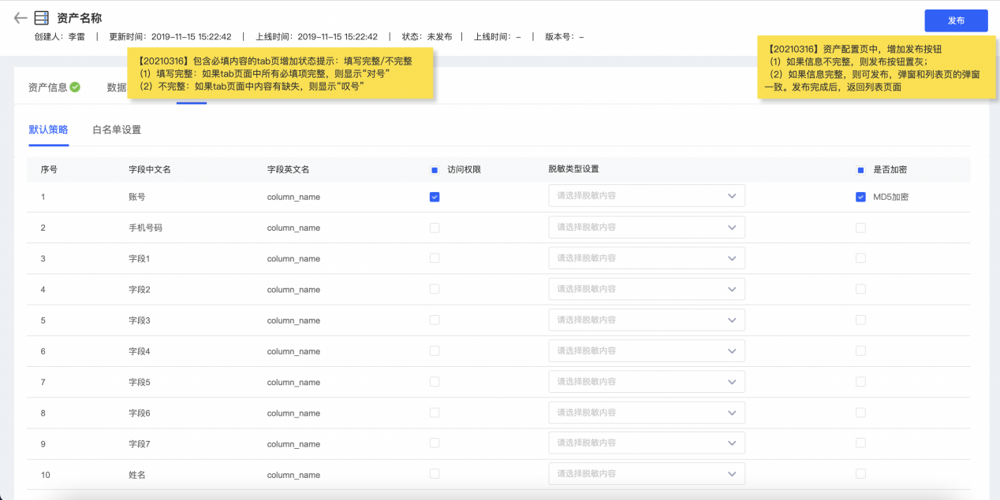 资产名称
发布
创建人：李雷 | 更新时间：2019-11-15 15:22:42 | 上线时间：2019-11-15 15:22:42 | 状态：未发布 | 上线时间：– | 版本号：–
【20210316】包含必填内容的tab页增加状态提示：填写完整/不完整
（1）填写完整：如果tab页面中所有必填项完整，则显示“对号”
（2）不完整：如果tab页面中内容有缺失，则显示“叹号”
【20210316】资产配置页中，增加发布按钮
（1）如果信息不完整，则发布按钮置灰；
（2）如果信息完整，则可发布，弹窗和列表页的弹窗
一致。发布完成后，返回列表页面
资产信息 数据
默认策略 白名单设置
序号 字段中文名 字段英文名 访问权限 脱敏类型设置 是否加密
1 账号 column_name 请选择脱敏内容 MD5加密
2 手机号码 column_name 请选择脱敏内容
3 字段1 column_name 请选择脱敏内容
4 字段2 column_name 请选择脱敏内容
5 字段3 column_name 请选择脱敏内容
6 字段4 column_name 请选择脱敏内容
7 字段5 column_name 请选择脱敏内容
8 字段6 column_name 请选择脱敏内容
9 字段7 column_name 请选择脱敏内容
10 姓名 column_name 请选择脱敏内容